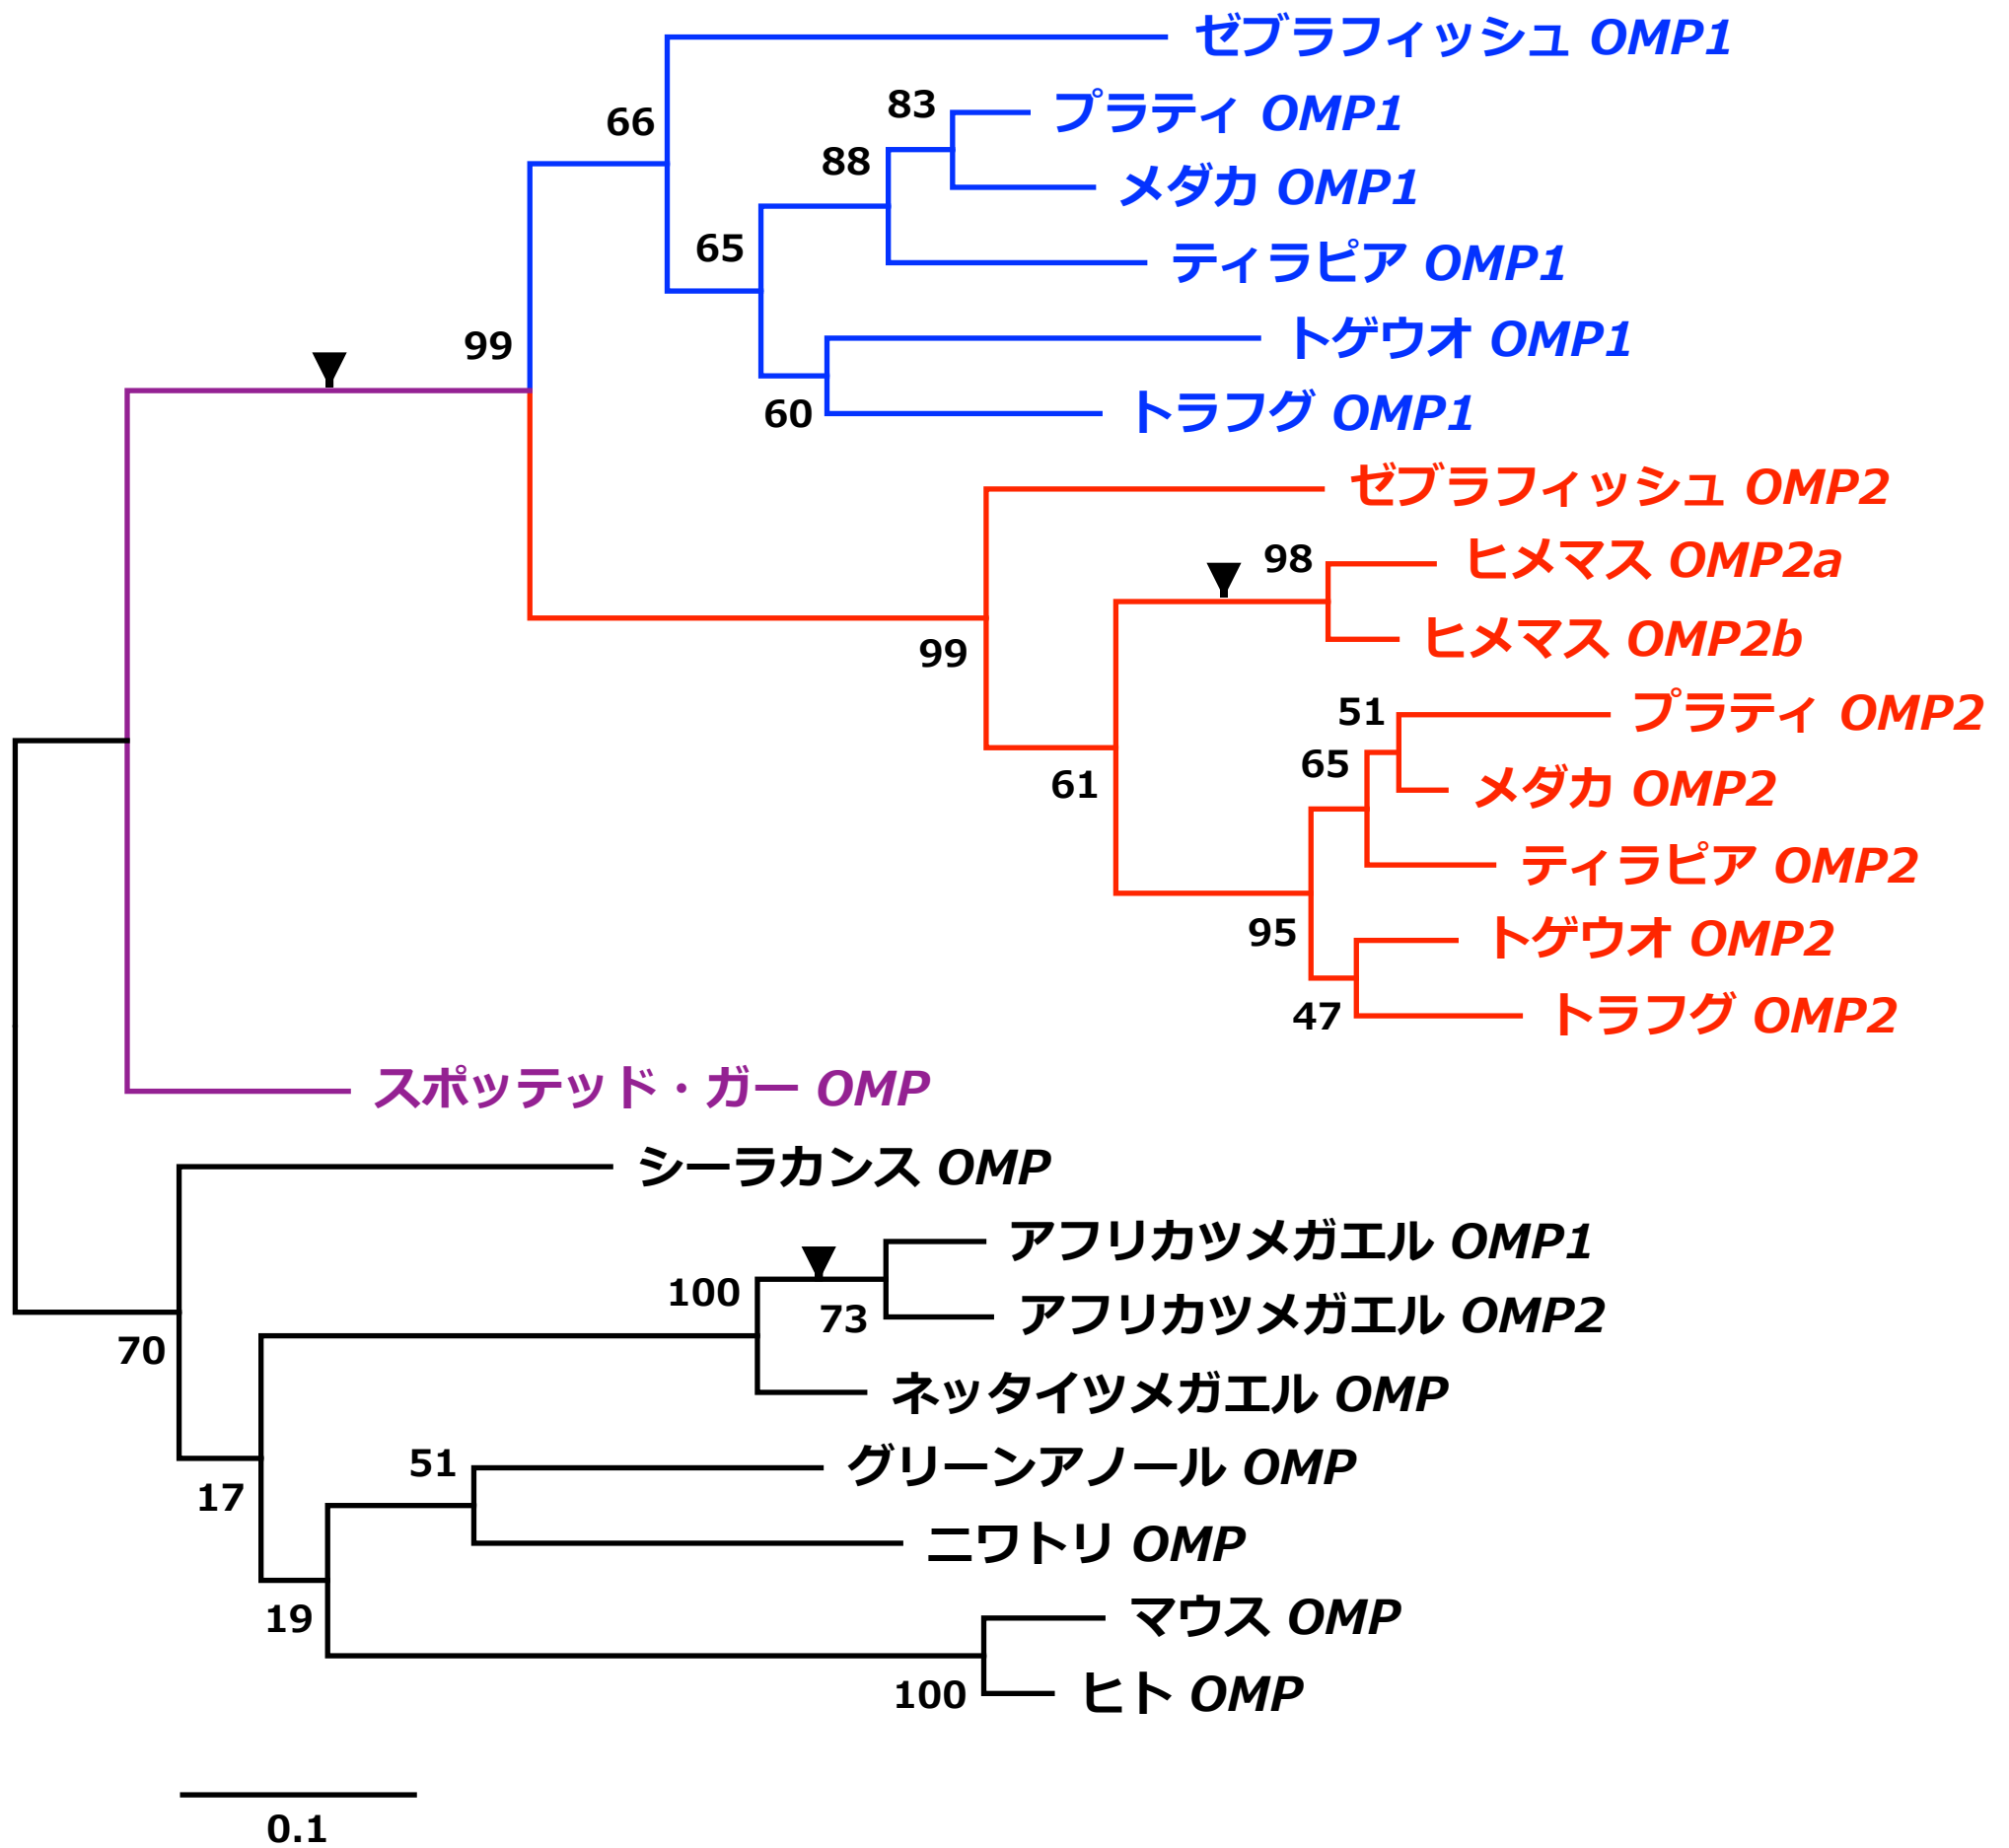 ゼブラフィッシュ OMP1
83
プラティ OMP1
66
88
メダカ OMP1
65
ティラピア OMP1
99
トゲウオ OMP1
60
トラフグ OMP1
ゼブラフィッシュ OMP2
98
ヒメマス OMP2a
99
ヒメマス OMP2b
51
プラティ OMP2
65
61
メダカ OMP2
ティラピア OMP2
95
トゲウオ OMP2
47
トラフグ OMP2
スポッテッド・ガー OMP
シーラカンス OMP
アフリカツメガエル OMP1
100
73
アフリカツメガエル OMP2
70
ネッタイツメガエル OMP
51
グリーンアノール OMP
17
ニワトリ OMP
19
マウス OMP
100
ヒト OMP
0.1